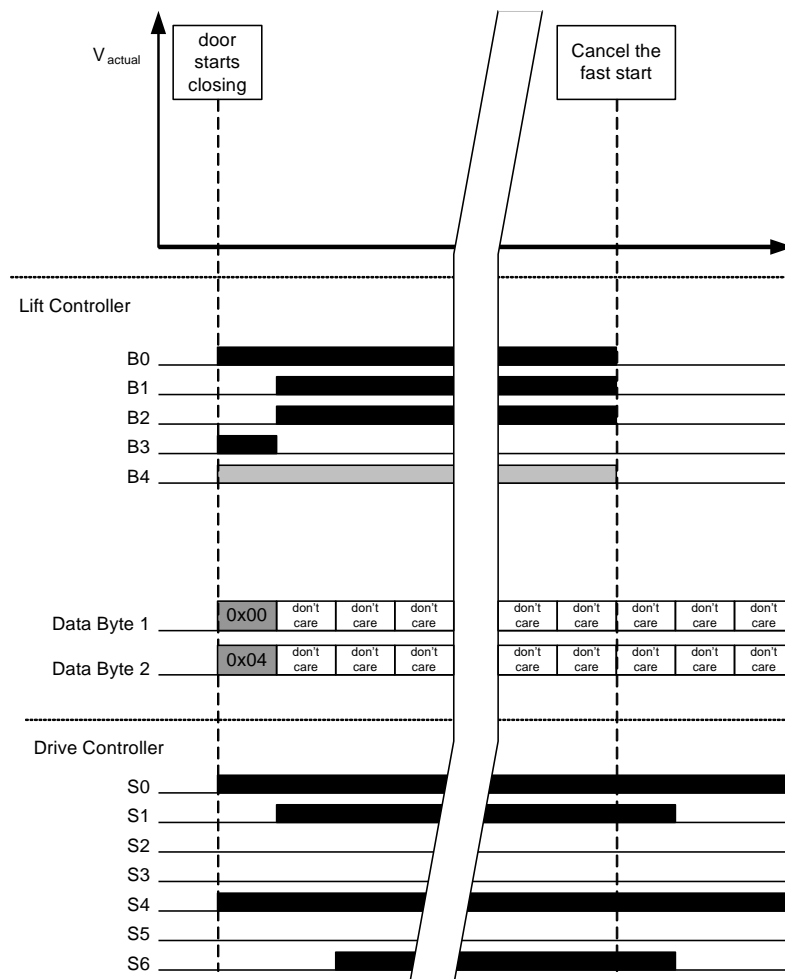 door
starts
closing
Cancel the
fast start
V actual
Lift Controller
B0
B1
B2
B3
B4
Data Byte 1 0x00 don't care don't care don't care don't care don't care don't care don't care don't care
Data Byte 2 0x04 don't care don't care don't care don't care don't care don't care don't care don't care
Drive Controller
S0
S1
S2
S3
S4
S5
S6